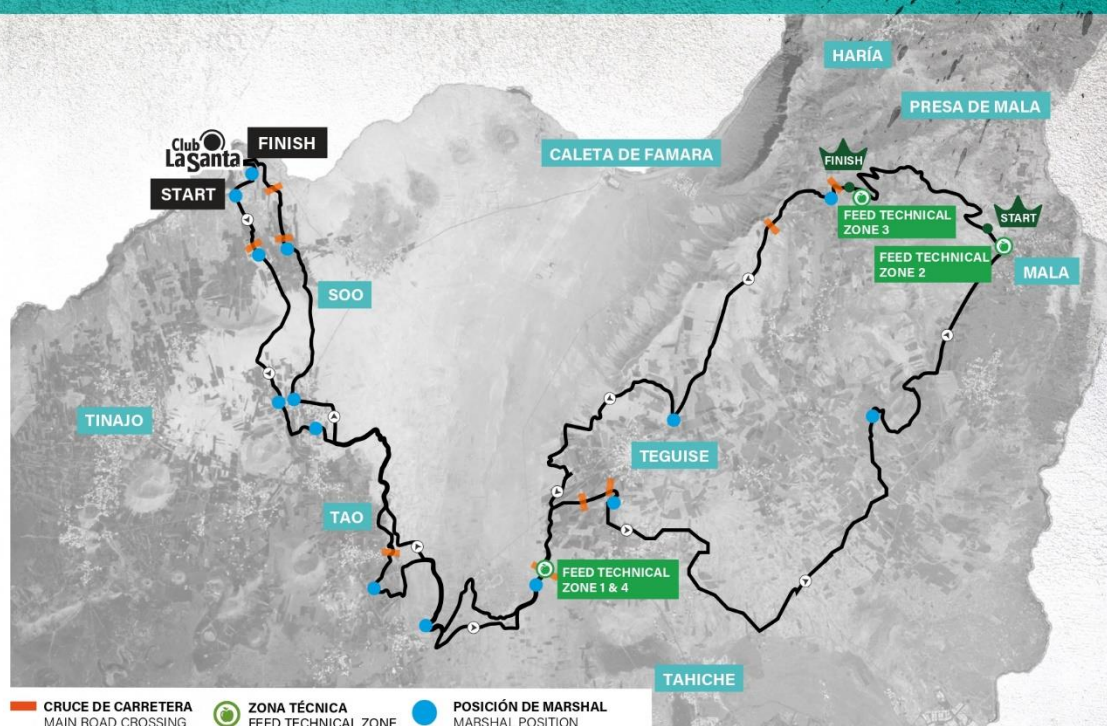 HARÍA
PRESA DE MALA
Club
La Santa
FINISH
CALETA DE FAMARA
FINISH
START
START
FEED TECHNICAL
ZONE 3
FEED TECHNICAL
ZONE 2
MALA
SOO
TINAJO
TEGUISE
TAO
FEED TECHNICAL
ZONE 1 & 4
TAHICHE
CRUCE DE CARRETERA
MAIN ROAD CROSSING
ZONA TÉCNICA
FEED TECHNICAL ZONE
POSICIÓN DE MARSHAL
MARSHAL POSITION